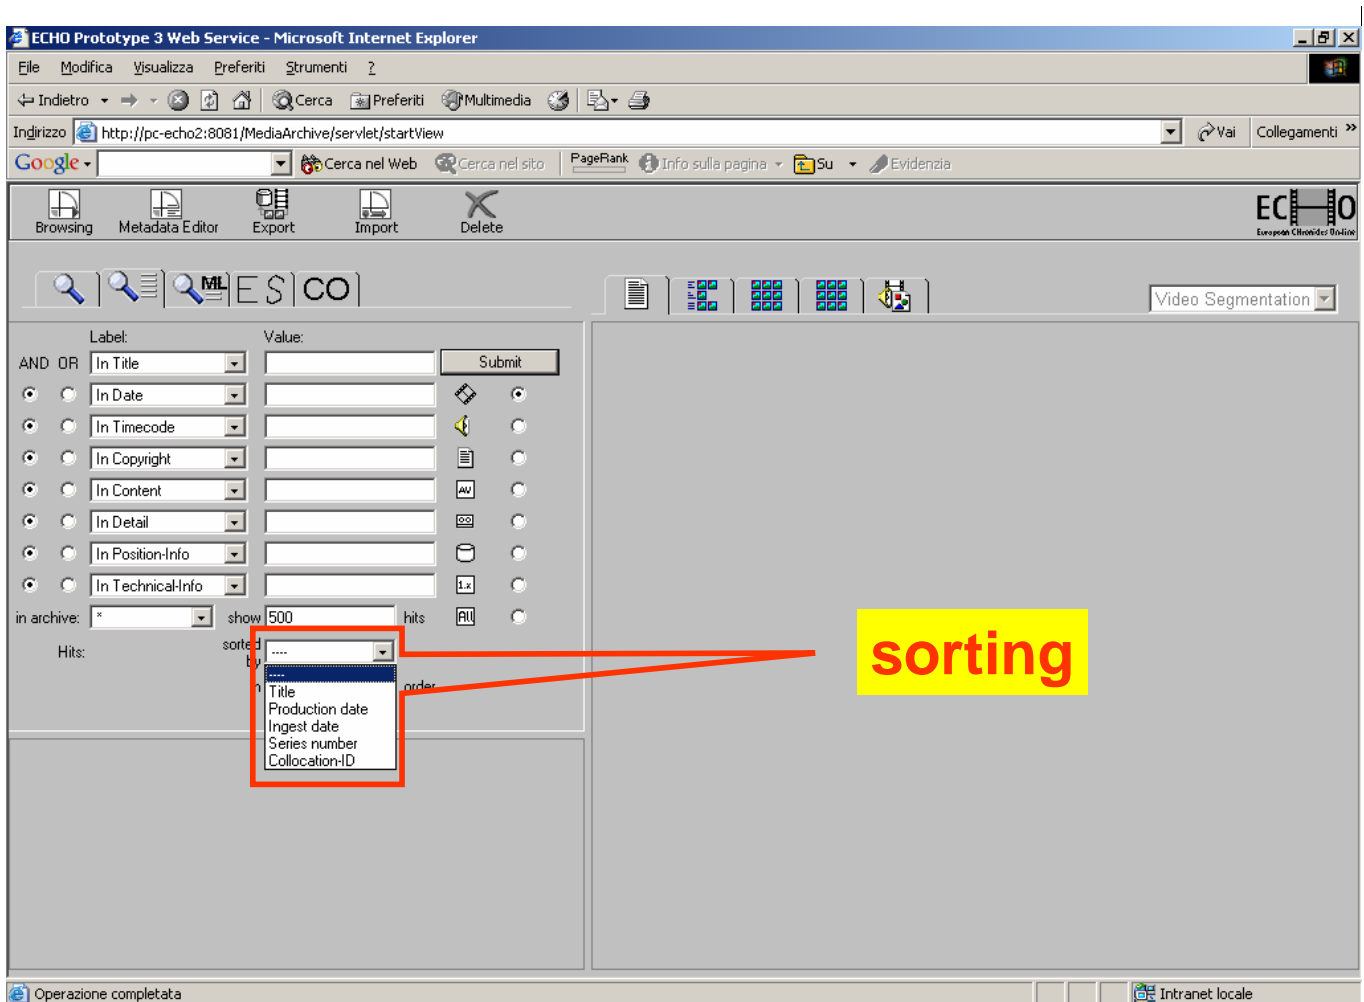 ECHO Prototype 3 Web Service - Microsoft Internet Explorer
File Modifica Visualizza Preferiti Strumenti ?
Indietro Cerca Preferiti Multimedia
Indirizzo http://pc-echo2:8081/MediaArchive/servlet/startView Vai Collegamenti »
Google Cerca nel Web Cerca nel sito PageRank Info sulla pagina Su Evidenzia
Browsing Metadata Editor Export Import Delete
ECHO
European CHronicles On-line
ML E S CO
Video Segmentation
Label: Value:
AND OR In Title Submit
In Date
In Timecode
In Copyright
In Content AV
In Detail
In Position-Info
In Technical-Info 1.x
in archive: * show 500 hits All
Hits: sorted by ----
order
----
Title
Production date
Ingest date
Series number
Collocation-ID
sorting
Operazione completata Intranet locale